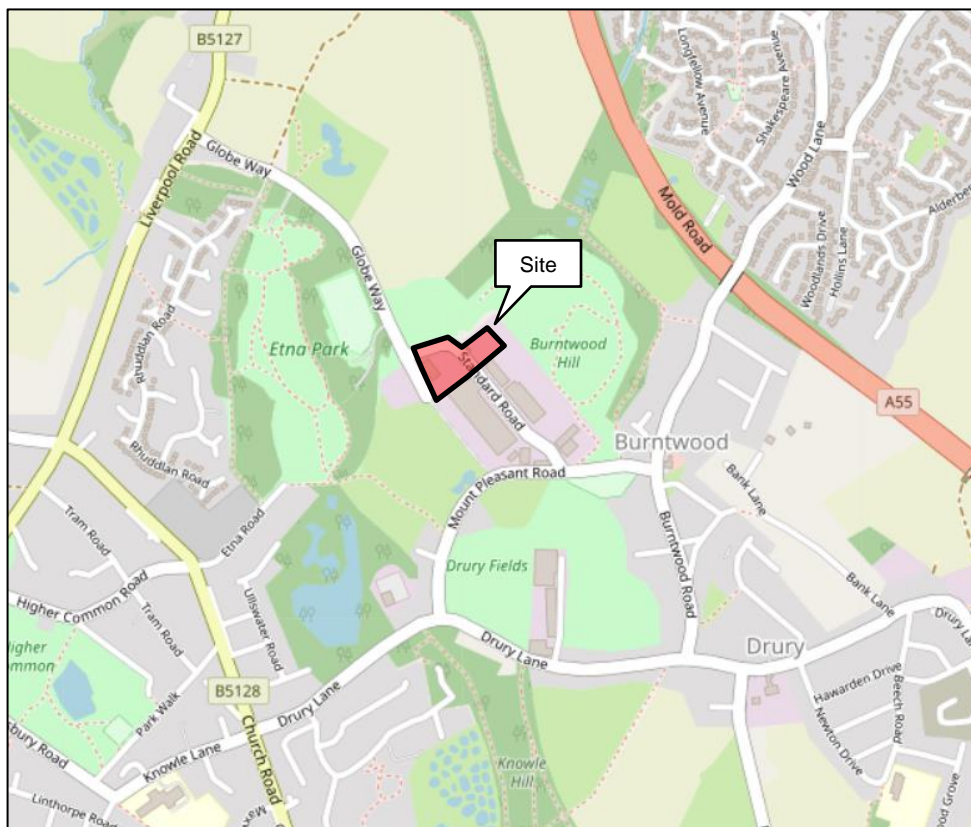 B5127
Longfellow Avenue
Shakespeare Avenue
Wood Lane
Globe Way
Liverpool Road
Mold Road
Woodlands Drive
Hollins Lane
Globe Way
Site
Rhuddlan Road
Etna Park
Burntwood
Hill
Standard Road
A55
Burntwood
Rhuddlan Road
Mount Pleasant Road
Bank Lane
Tram Road
Etna Road
Drury Fields
Burntwood Road
Higher Common Road
Ullswater Road
Bank Lane
Tram Road
Drury Lane
Higher
Common
Drury
B5128
Park Walk
Drury Lane
Hawarden Drive
Beech Road
Church Road
Knowle Lane
Newton Drive
Knowle
Hill
Linthorpe Road